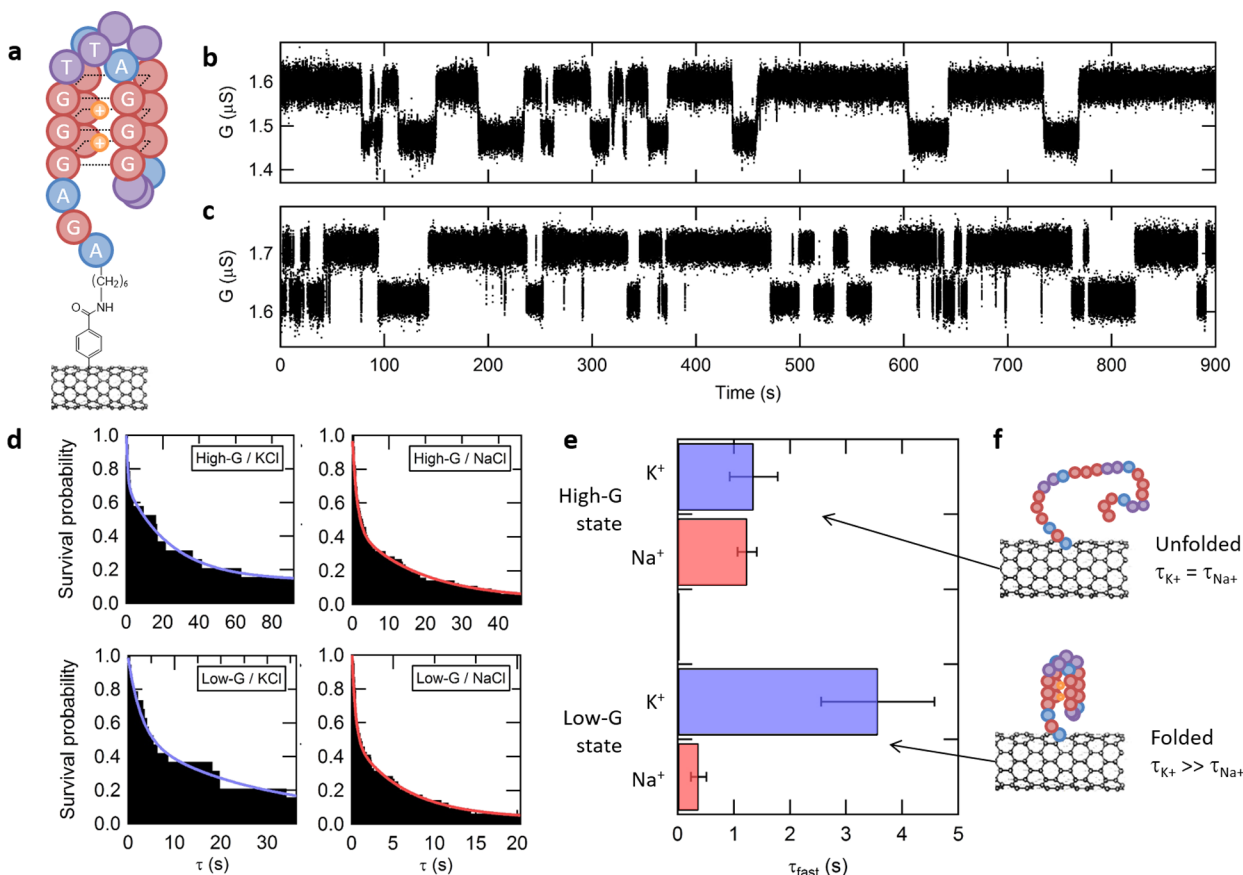 a
T
T
A
G
G
G
G
G
G
G
G
+
+
A
G
A
(CH₂)₆
NH
O
b
G (μS)
1.6
1.5
1.4
c
G (μS)
1.7
1.6
0 100 200 300 400 500 600 700 800 900
Time (s)
d
Survival probability
1.0
0.8
0.6
0.4
0.2
0.0
High-G / KCl
0 20 40 60 80
High-G / NaCl
0 10 20 30 40
Survival probability
1.0
0.8
0.6
0.4
0.2
0.0
Low-G / KCl
0 10 20 30
τ (s)
Low-G / NaCl
0 5 10 15 20
τ (s)
e
High-G
state
K⁺
Na⁺
Low-G
state
K⁺
Na⁺
0 1 2 3 4 5
τfast (s)
f
Unfolded
τK+ = τNa+
Folded
τK+ >> τNa+